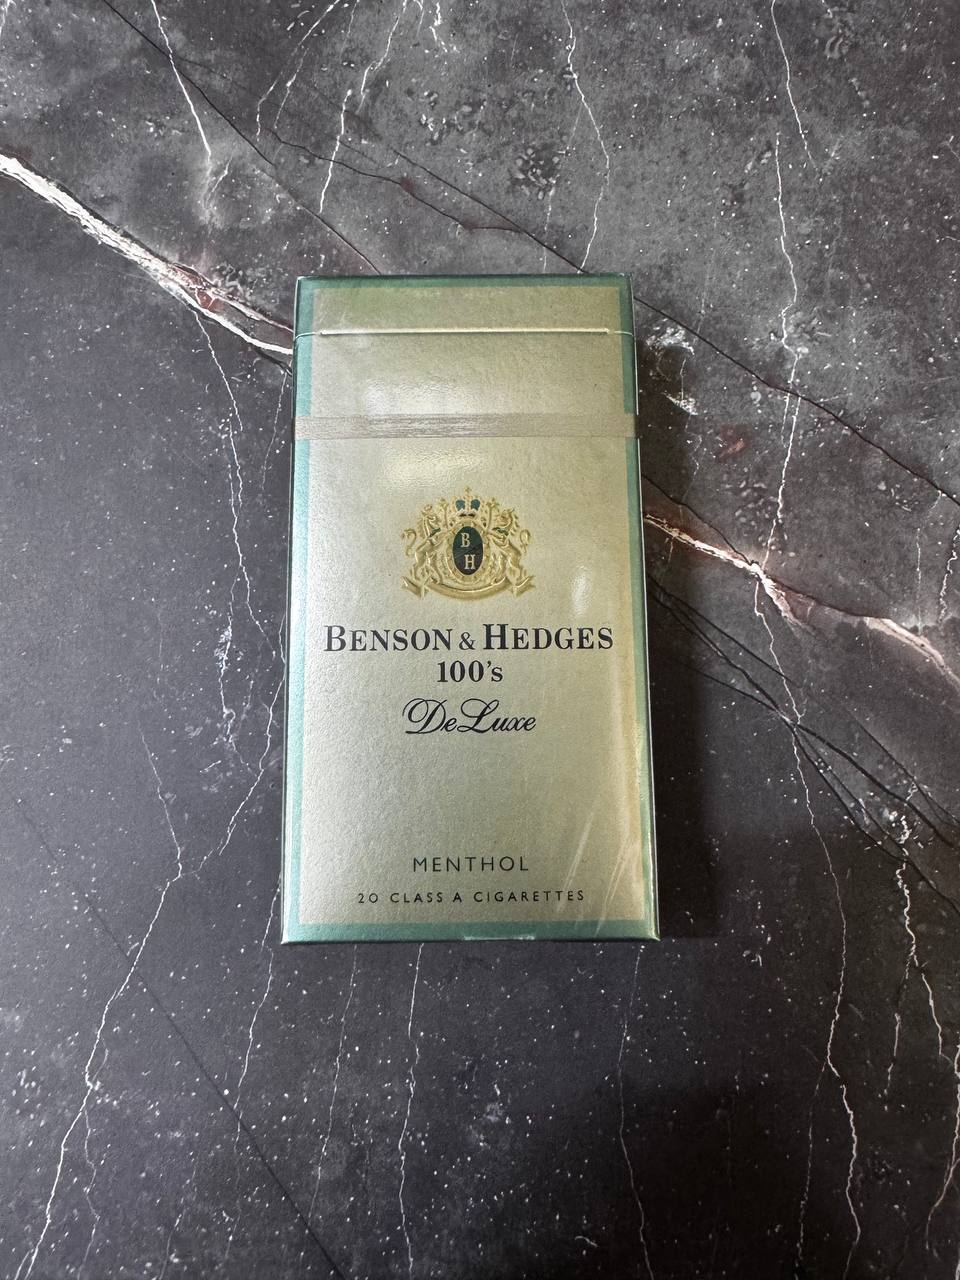 B
H
BENSON & HEDGES
100's
DeLuxe
MENTHOL
20 CLASS A CIGARETTES